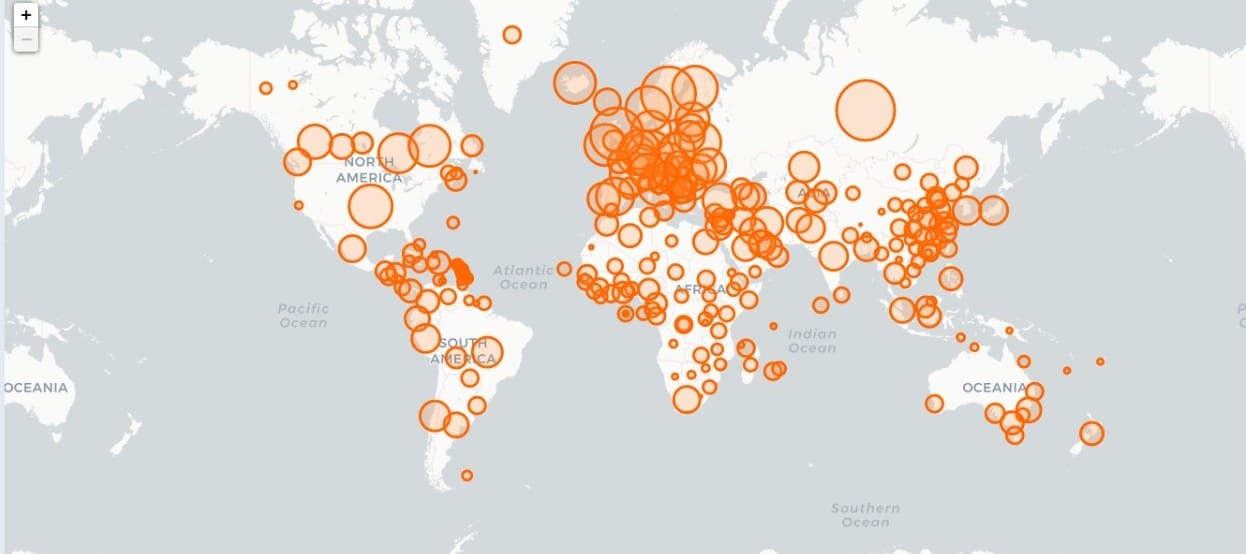 +
−
NORTH
AMERICA
ASIA
Atlantic
Ocean
AFRICA
Pacific
Ocean
P
Indian
Ocean
SOUTH
AMERICA
OCEANIA
OCEANIA
Southern
Ocean